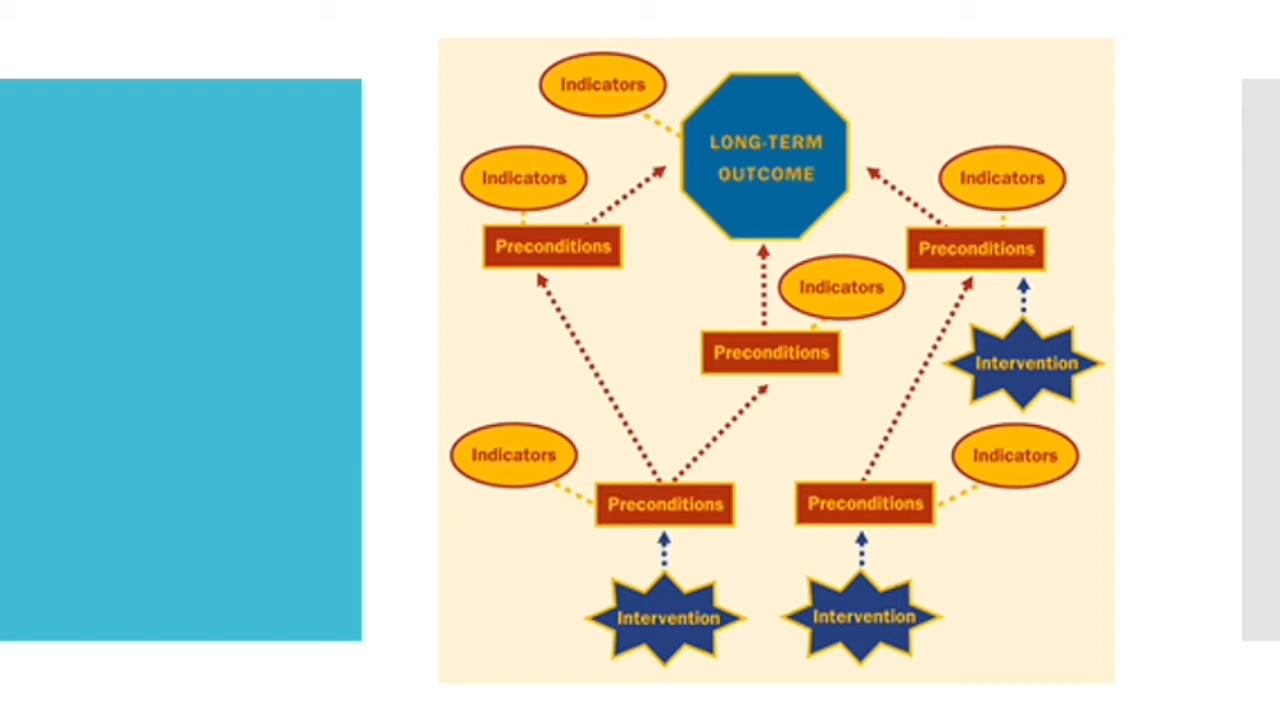 Indicators
LONG-TERM
OUTCOME
Indicators
Indicators
Preconditions
Preconditions
Indicators
Preconditions
Intervention
Indicators
Indicators
Preconditions
Preconditions
Intervention
Intervention